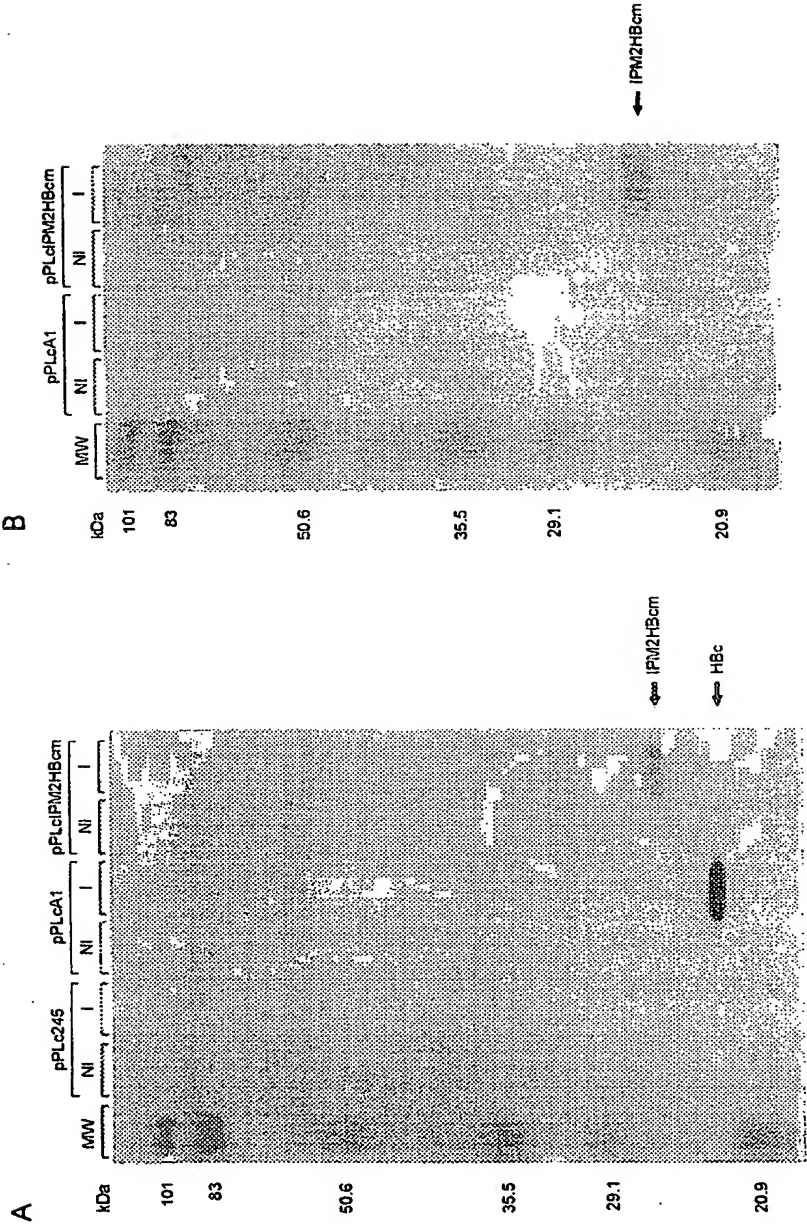 A
kDa
101
83
50.6
35.5
29.1
20.9
MW
pPLc245
NI I
pPLcA1
NI I
pPLcIPM2HBcm
NI I
IPM2HBcm
HBc
B
kDa
101
83
50.6
35.5
29.1
20.9
MW
pPLcA1
NI I
pPLcIPM2HBcm
NI I
IPM2HBcm